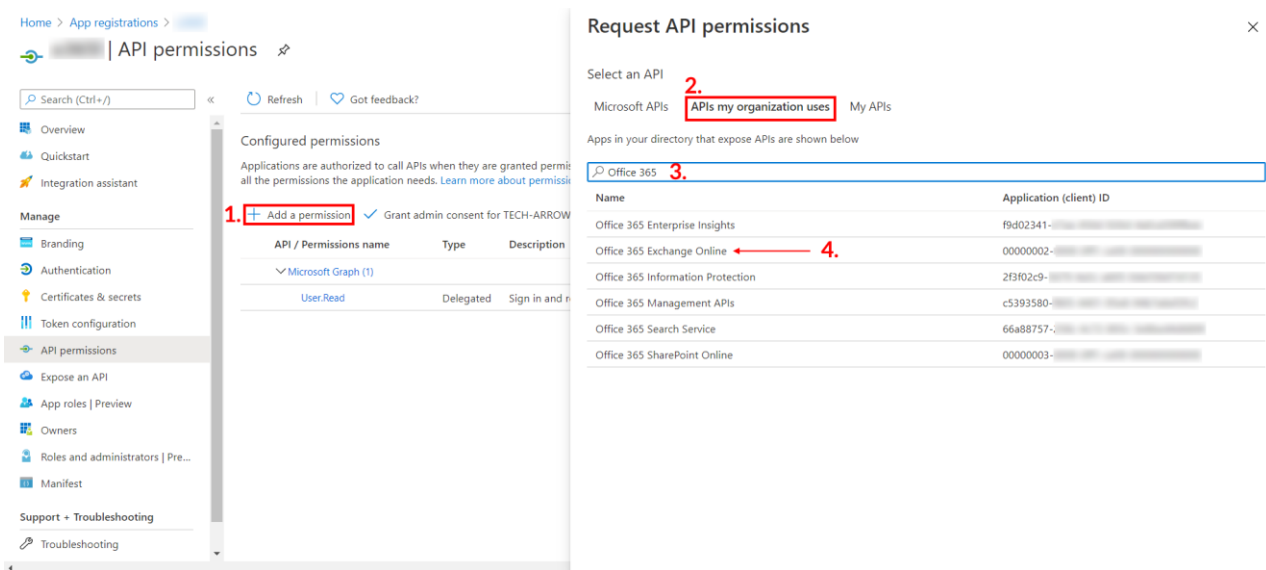 Home > App registrations >
| API permissions
Search (Ctrl+/)
«
Overview
Quickstart
Integration assistant
Manage
Branding
Authentication
Certificates & secrets
Token configuration
API permissions
Expose an API
App roles | Preview
Owners
Roles and administrators | Pre...
Manifest
Support + Troubleshooting
Troubleshooting
Refresh
Got feedback?
Configured permissions
Applications are authorized to call APIs when they are granted permis
all the permissions the application needs. Learn more about permissi
1. + Add a permission Grant admin consent for TECH-ARROW
API / Permissions name Type Description
Microsoft Graph (1)
User.Read Delegated Sign in and r
Request API permissions
Select an API
2.
Microsoft APIs APIs my organization uses My APIs
Apps in your directory that expose APIs are shown below
Office 365 3.
Name Application (client) ID
Office 365 Enterprise Insights f9d02341-
Office 365 Exchange Online 4. 00000002-
Office 365 Information Protection 2f3f02c9-
Office 365 Management APIs c5393580-
Office 365 Search Service 66a88757-
Office 365 SharePoint Online 00000003-